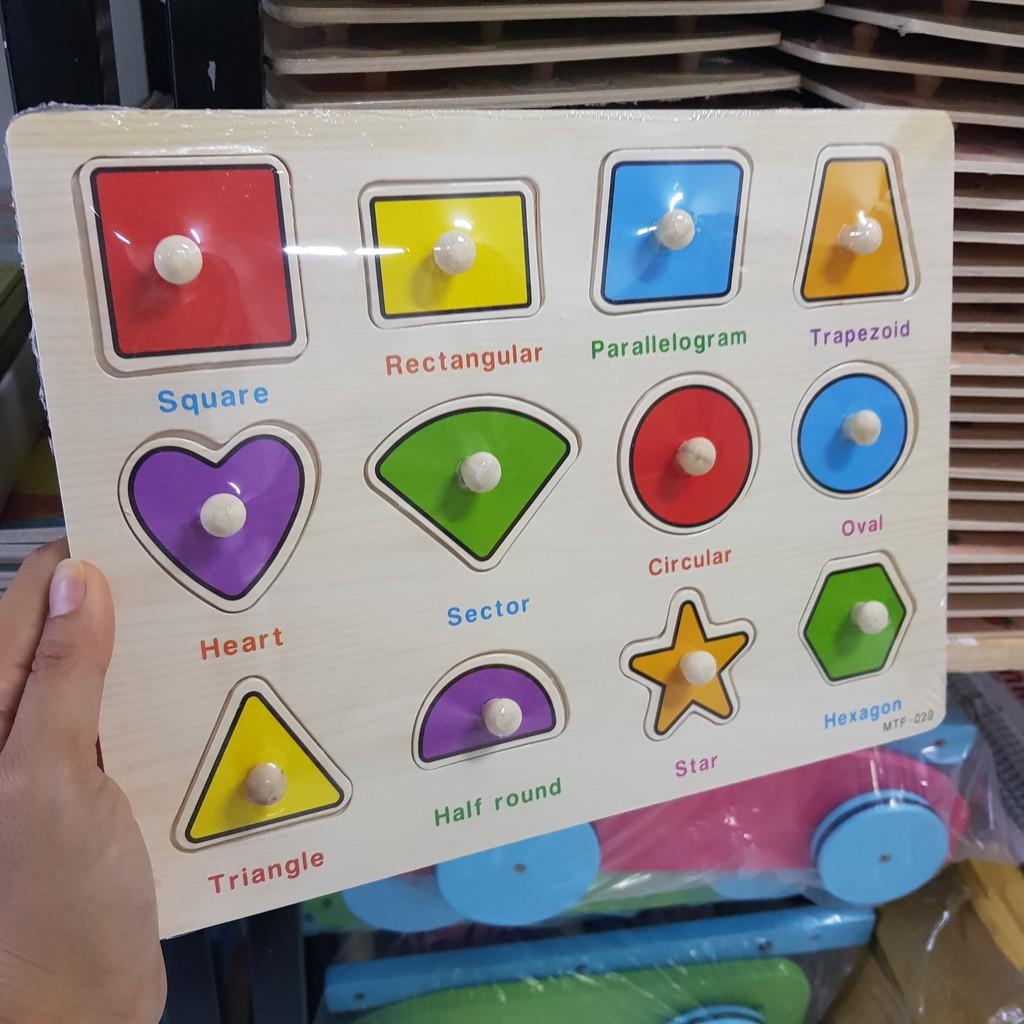 Square
Rectangular
Parallelogram
Trapezoid
Heart
Sector
Circular
Oval
Triangle
Half round
Star
Hexagon
MTF-029